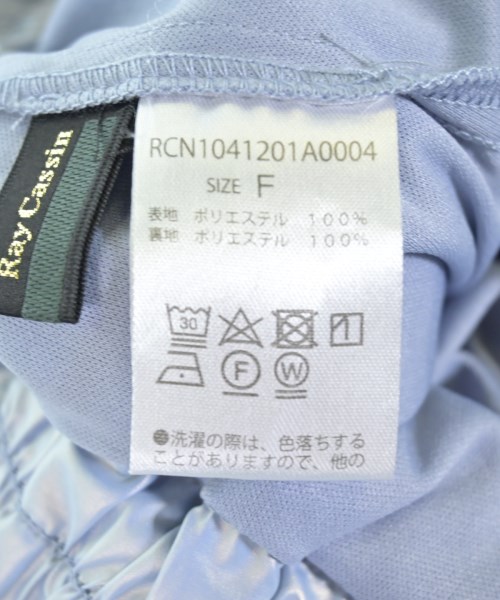 Ray Cassin
RCN1041201A0004
SIZE F
表地 ポリエステル 100%
裏地 ポリエステル 100%
30
F
W
●洗濯の際は、色落ちする
ことがありますので、他の